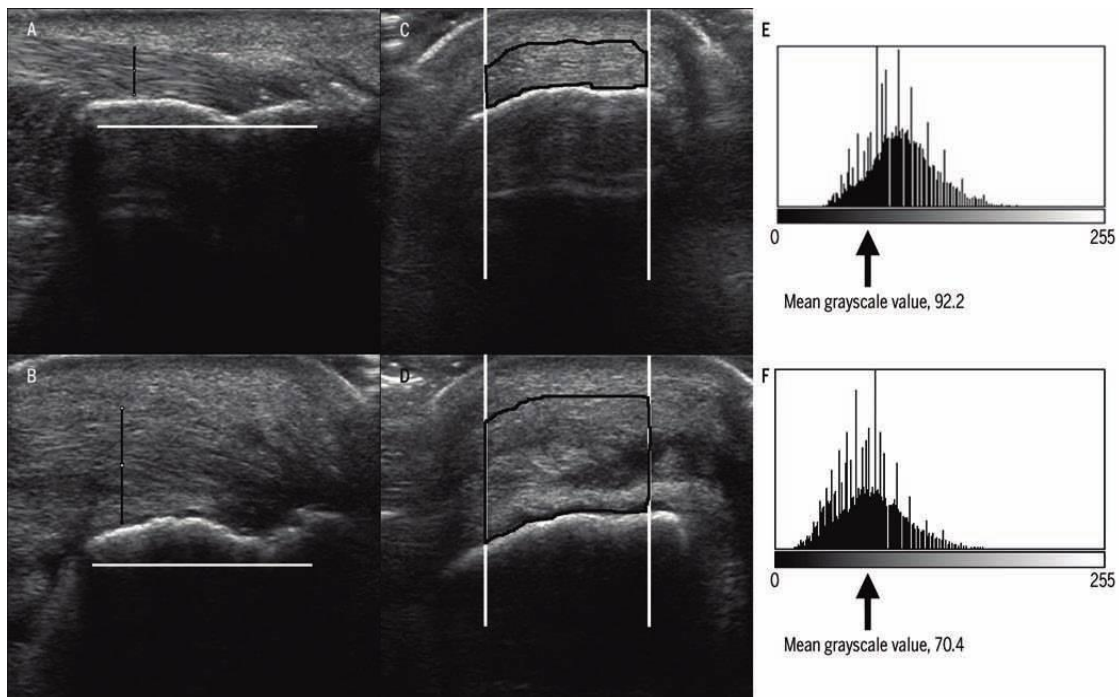 A
C
E
0
255
Mean grayscale value, 92.2
B
D
F
0
255
Mean grayscale value, 70.4